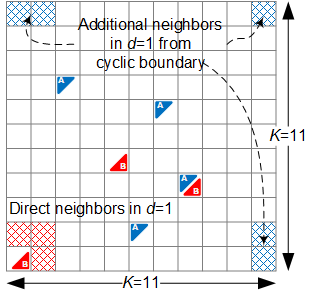 Additional neighbors
in d=1 from
cyclic boundary
A
A
K=11
B
A
B
Direct neighbors in d=1
A
B
K=11